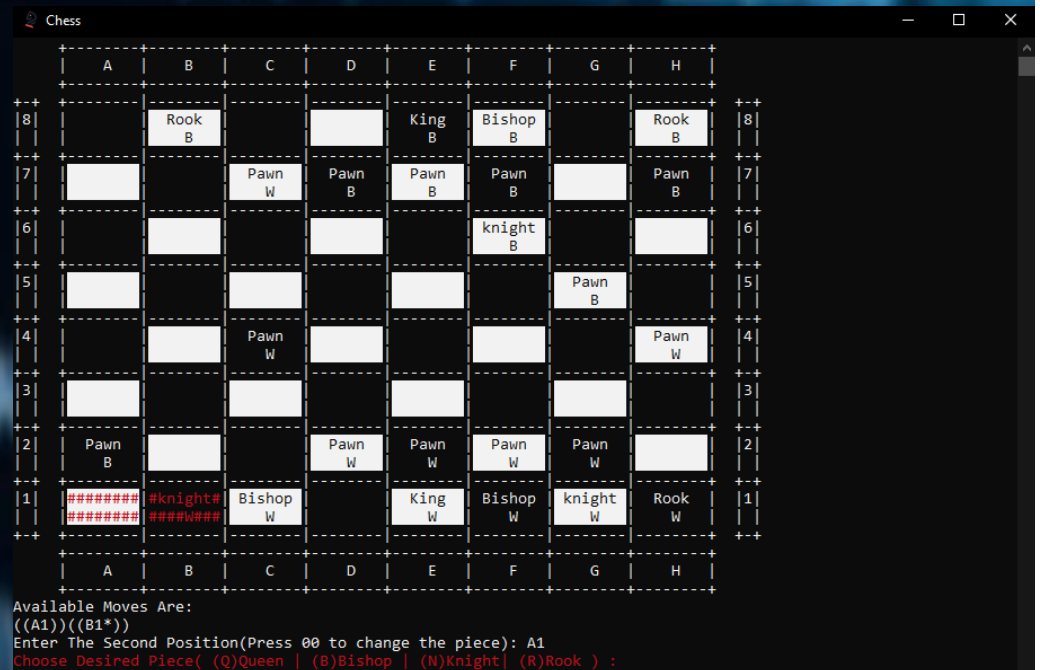 Chess
A B C D E F G H
8 Rook King Bishop Rook 8
B B B B
7 Pawn Pawn Pawn Pawn Pawn 7
W B B B B
6 knight 6
B
5 Pawn 5
B
4 Pawn Pawn 4
W W
3 3
2 Pawn Pawn Pawn Pawn Pawn 2
B W W W W
1 ######## #knight# Bishop King Bishop knight Rook 1
######## ####W### W W W W W
A B C D E F G H
Available Moves Are:
((A1))((B1*))
Enter The Second Position(Press 00 to change the piece): A1
Choose Desired Piece( (Q)Queen | (B)Bishop | (N)Knight| (R)Rook ) :